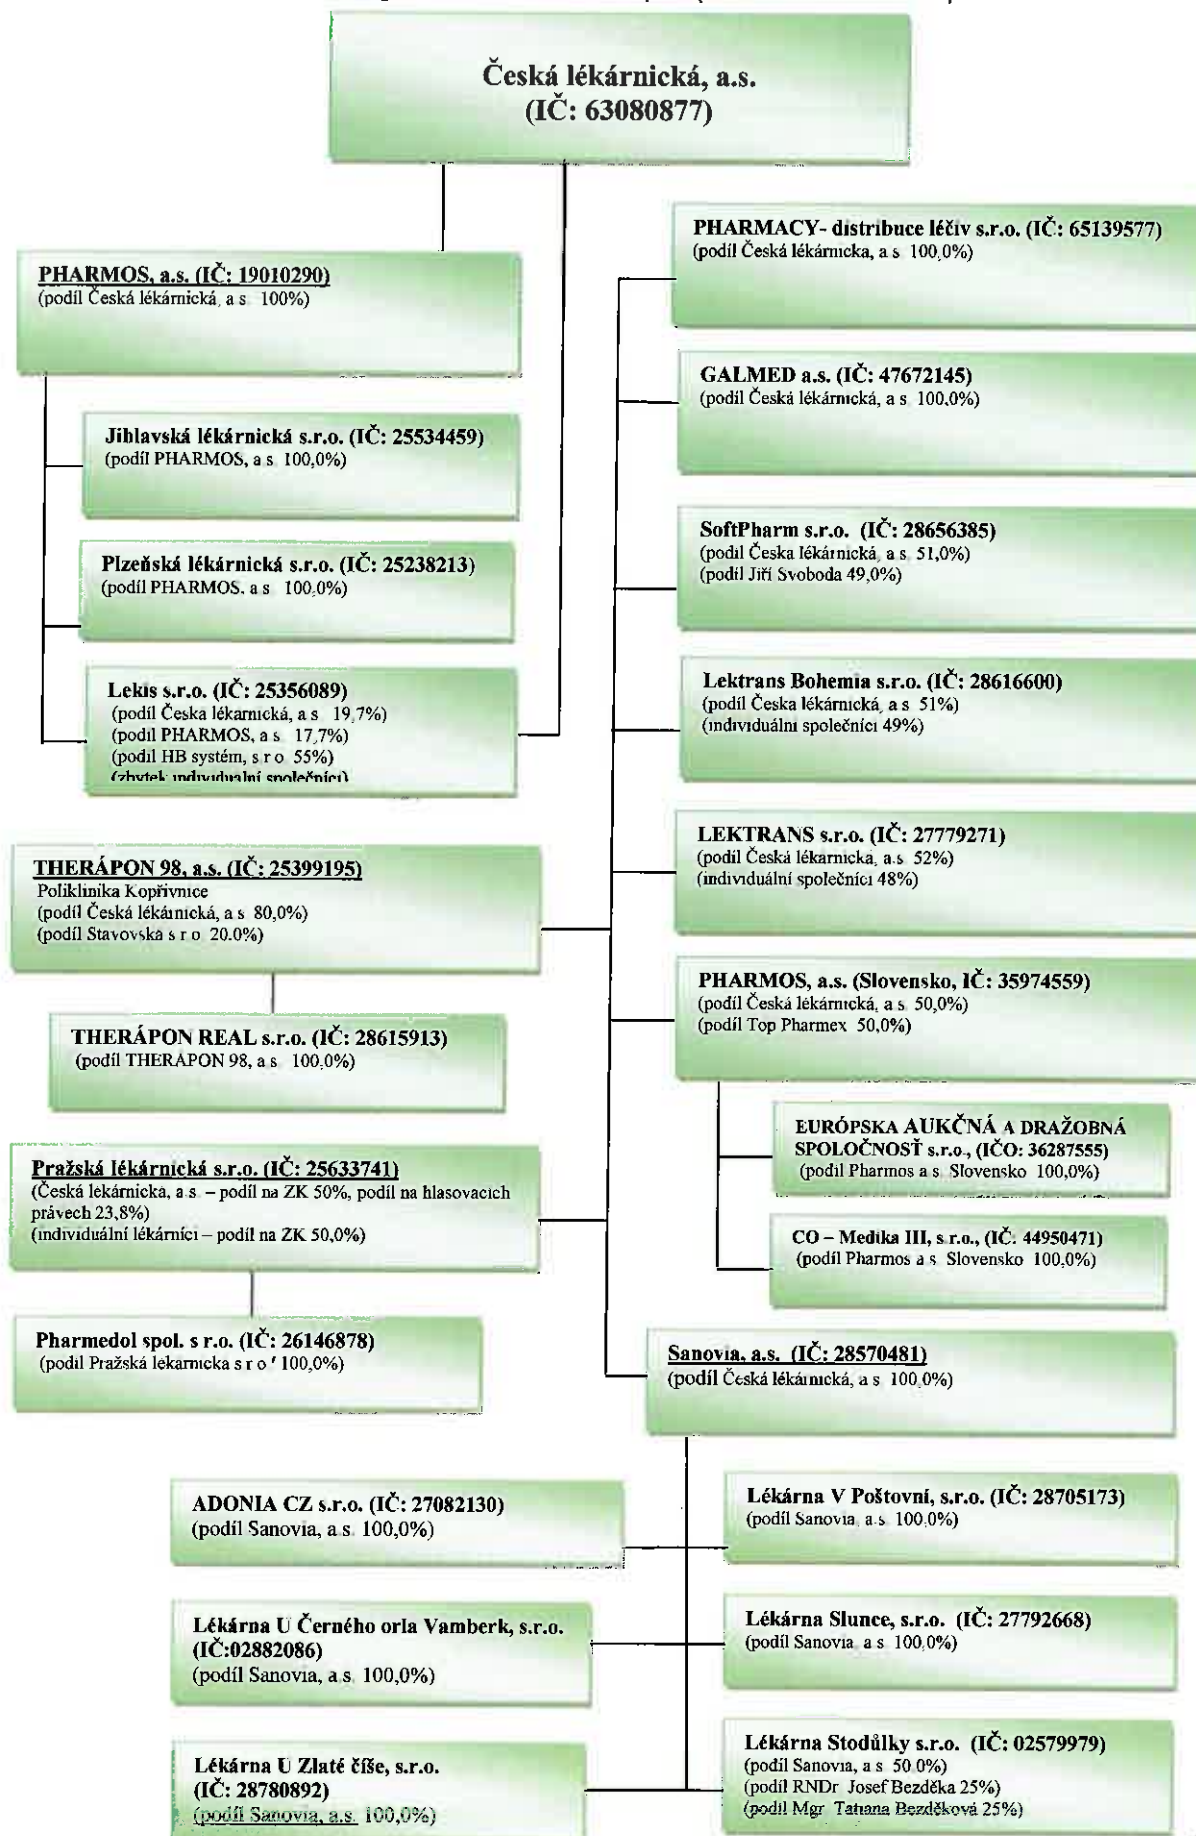 Česká lékárnická, a.s.
(IČ: 63080877)
PHARMOS, a.s. (IČ: 19010290)
(podíl Česká lékárnická, a s 100%)
Jihlavská lékárnická s.r.o. (IČ: 25534459)
(podíl PHARMOS, a s 100,0%)
Plzeňská lékárnická s.r.o. (IČ: 25238213)
(podíl PHARMOS, a s 100,0%)
Lekis s.r.o. (IČ: 25356089)
(podíl Česka lékarnická, a s 19,7%)
(podíl PHARMOS, a s 17,7%)
(podíl HB systém, s r o 55%)
(zbytek individualní společníci)
THERÁPON 98, a.s. (IČ: 25399195)
Poliklinika Kopřivnice
(podíl Česká lékárnická, a s 80,0%)
(podíl Stavovska s r o 20.0%)
THERÁPON REAL s.r.o. (IČ: 28615913)
(podíl THERAPON 98, a s 100.0%)
Pražská lékárnická s.r.o. (IČ: 25633741)
(Česká lékárnicka, a.s. – podíl na ZK 50%, podíl na hlasovacich
právech 23,8%)
(individuální lékárníci – podíl na ZK 50,0%)
Pharmedol spol. s r.o. (IČ: 26146878)
(podil Pražská lekarnicka s r o ' 100,0%)
PHARMACY- distribuce léčiv s.r.o. (IČ: 65139577)
(podíl Česká lékárnicka, a s 100,0%)
GALMED a.s. (IČ: 47672145)
(podíl Česká lékárnická, a s 100.0%)
SoftPharm s.r.o. (IČ: 28656385)
(podil Česka lékárnická, a s 51,0%)
(podíl Jiří Svoboda 49,0%)
Lektrans Bohemia s.r.o. (IČ: 28616600)
(podíl Česka lékárnická, a s 51%)
(individuálni společníci 49%)
LEKTRANS s.r.o. (IČ: 27779271)
(podíl Česká lékárnicka, a.s 52%)
(individuální společníci 48%)
PHARMOS, a.s. (Slovensko, IČ: 35974559)
(podíl Česká lékárnická, a s 50,0%)
(podíl Top Pharmex 50,0%)
EURÓPSKA AUKČNÁ A DRAŽOBNÁ
SPOLOČNOSŤ s.r.o., (IČO: 36287555)
(podíl Pharmos a s Slovensko 100,0%)
CO – Medika III, s.r.o., (IČ: 44950471)
(podíl Pharmos a s Slovensko 100,0%)
Sanovia, a.s. (IČ: 28570481)
(podíl Česká lékárnická, a s 100.0%)
ADONIA CZ s.r.o. (IČ: 27082130)
(podíl Sanovia, a s. 100,0%)
Lékárna V Poštovní, s.r.o. (IČ: 28705173)
(podíl Sanovia, a.s 100.0%)
Lékárna U Černého orla Vamberk, s.r.o.
(IČ:02882086)
(podíl Sanovia, a.s. 100,0%)
Lékárna Slunce, s.r.o. (IČ: 27792668)
(podíl Sanovia, a s 100,0%)
Lékárna U Zlaté číše, s.r.o.
(IČ: 28780892)
(podíl Sanovia, a.s. 100,0%)
Lékárna Stodůlky s.r.o. (IČ: 02579979)
(podíl Sanovia, a s 50.0%)
(podíl RNDr Josef Bezděka 25%)
(podíl Mgr Tatiana Bezděková 25%)